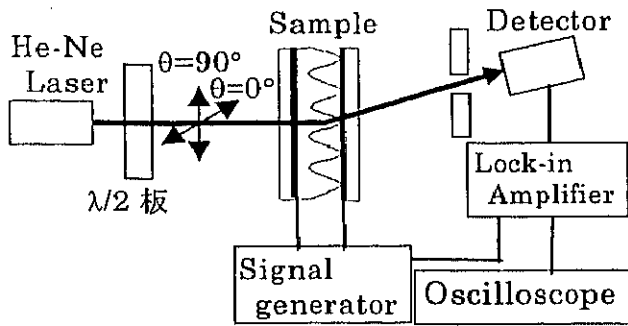 He-Ne
Laser
θ=90°
θ=0°
λ/2 板
Sample
Detector
Lock-in
Amplifier
Signal
generator
Oscilloscope